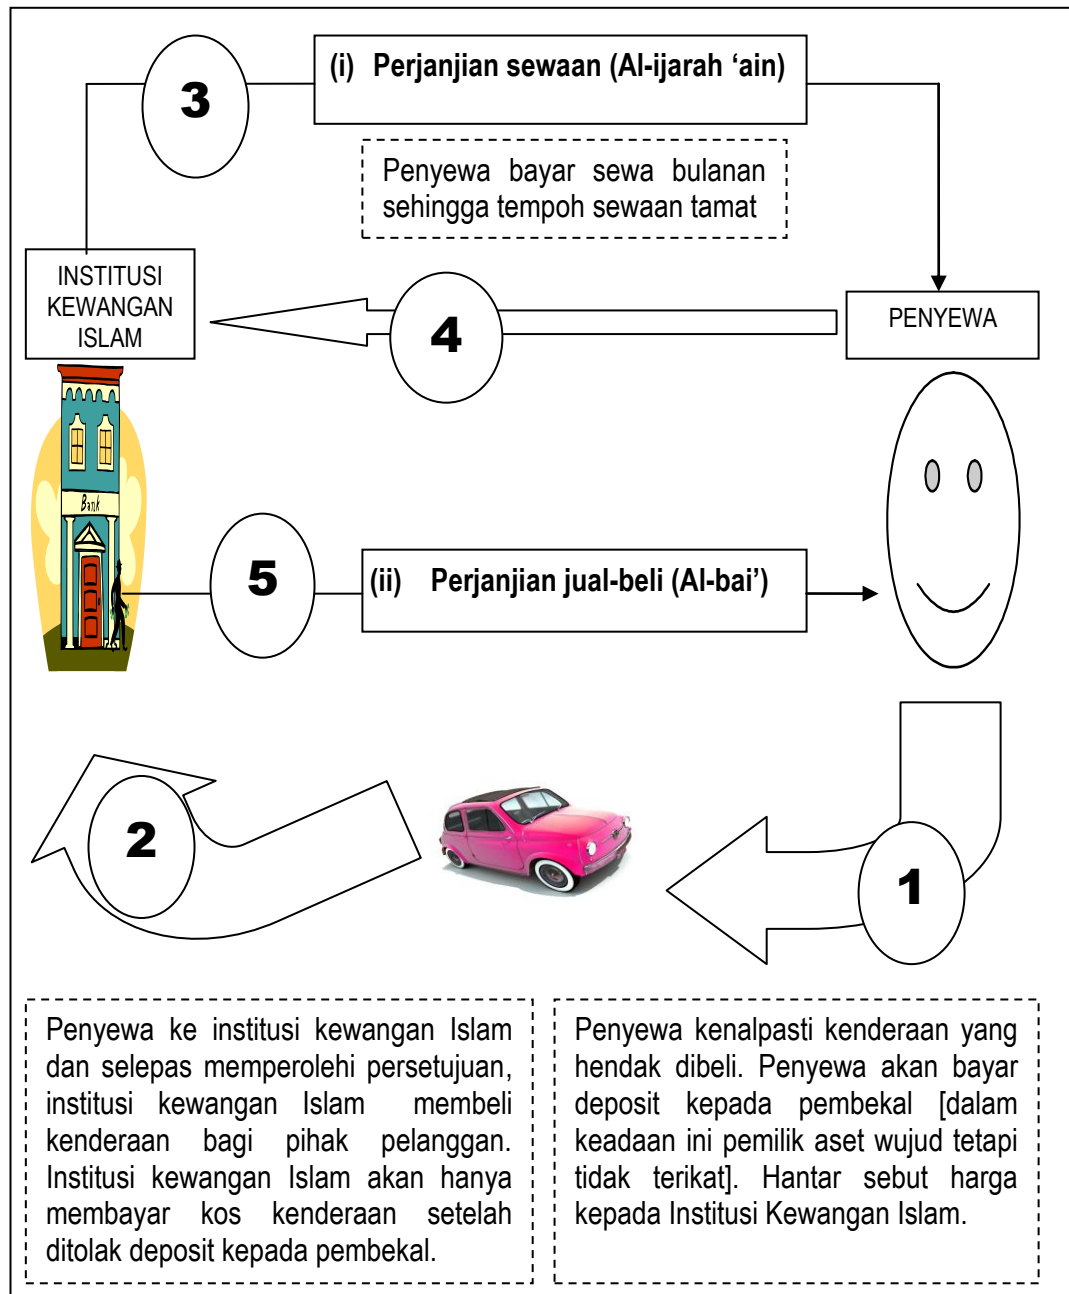 (i) Perjanjian sewaan (Al-ijarah ‘ain)
3
Penyewa bayar sewa bulanan
sehingga tempoh sewaan tamat
INSTITUSI
KEWANGAN
ISLAM
4
PENYEWA
Bank
5
(ii) Perjanjian jual-beli (Al-bai’)
2
1
Penyewa ke institusi kewangan Islam
dan selepas memperolehi persetujuan,
institusi kewangan Islam membeli
kenderaan bagi pihak pelanggan.
Institusi kewangan Islam akan hanya
membayar kos kenderaan setelah
ditolak deposit kepada pembekal.
Penyewa kenalpasti kenderaan yang
hendak dibeli. Penyewa akan bayar
deposit kepada pembekal [dalam
keadaan ini pemilik aset wujud tetapi
tidak terikat]. Hantar sebut harga
kepada Institusi Kewangan Islam.